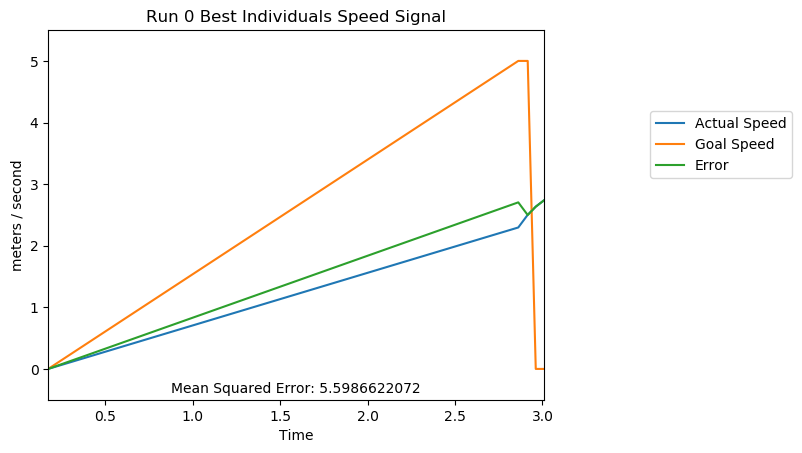 Run 0 Best Individuals Speed Signal
meters / second
5
4
3
2
1
0
Actual Speed
Goal Speed
Error
Mean Squared Error: 5.5986622072
0.5 1.0 1.5 2.0 2.5 3.0
Time